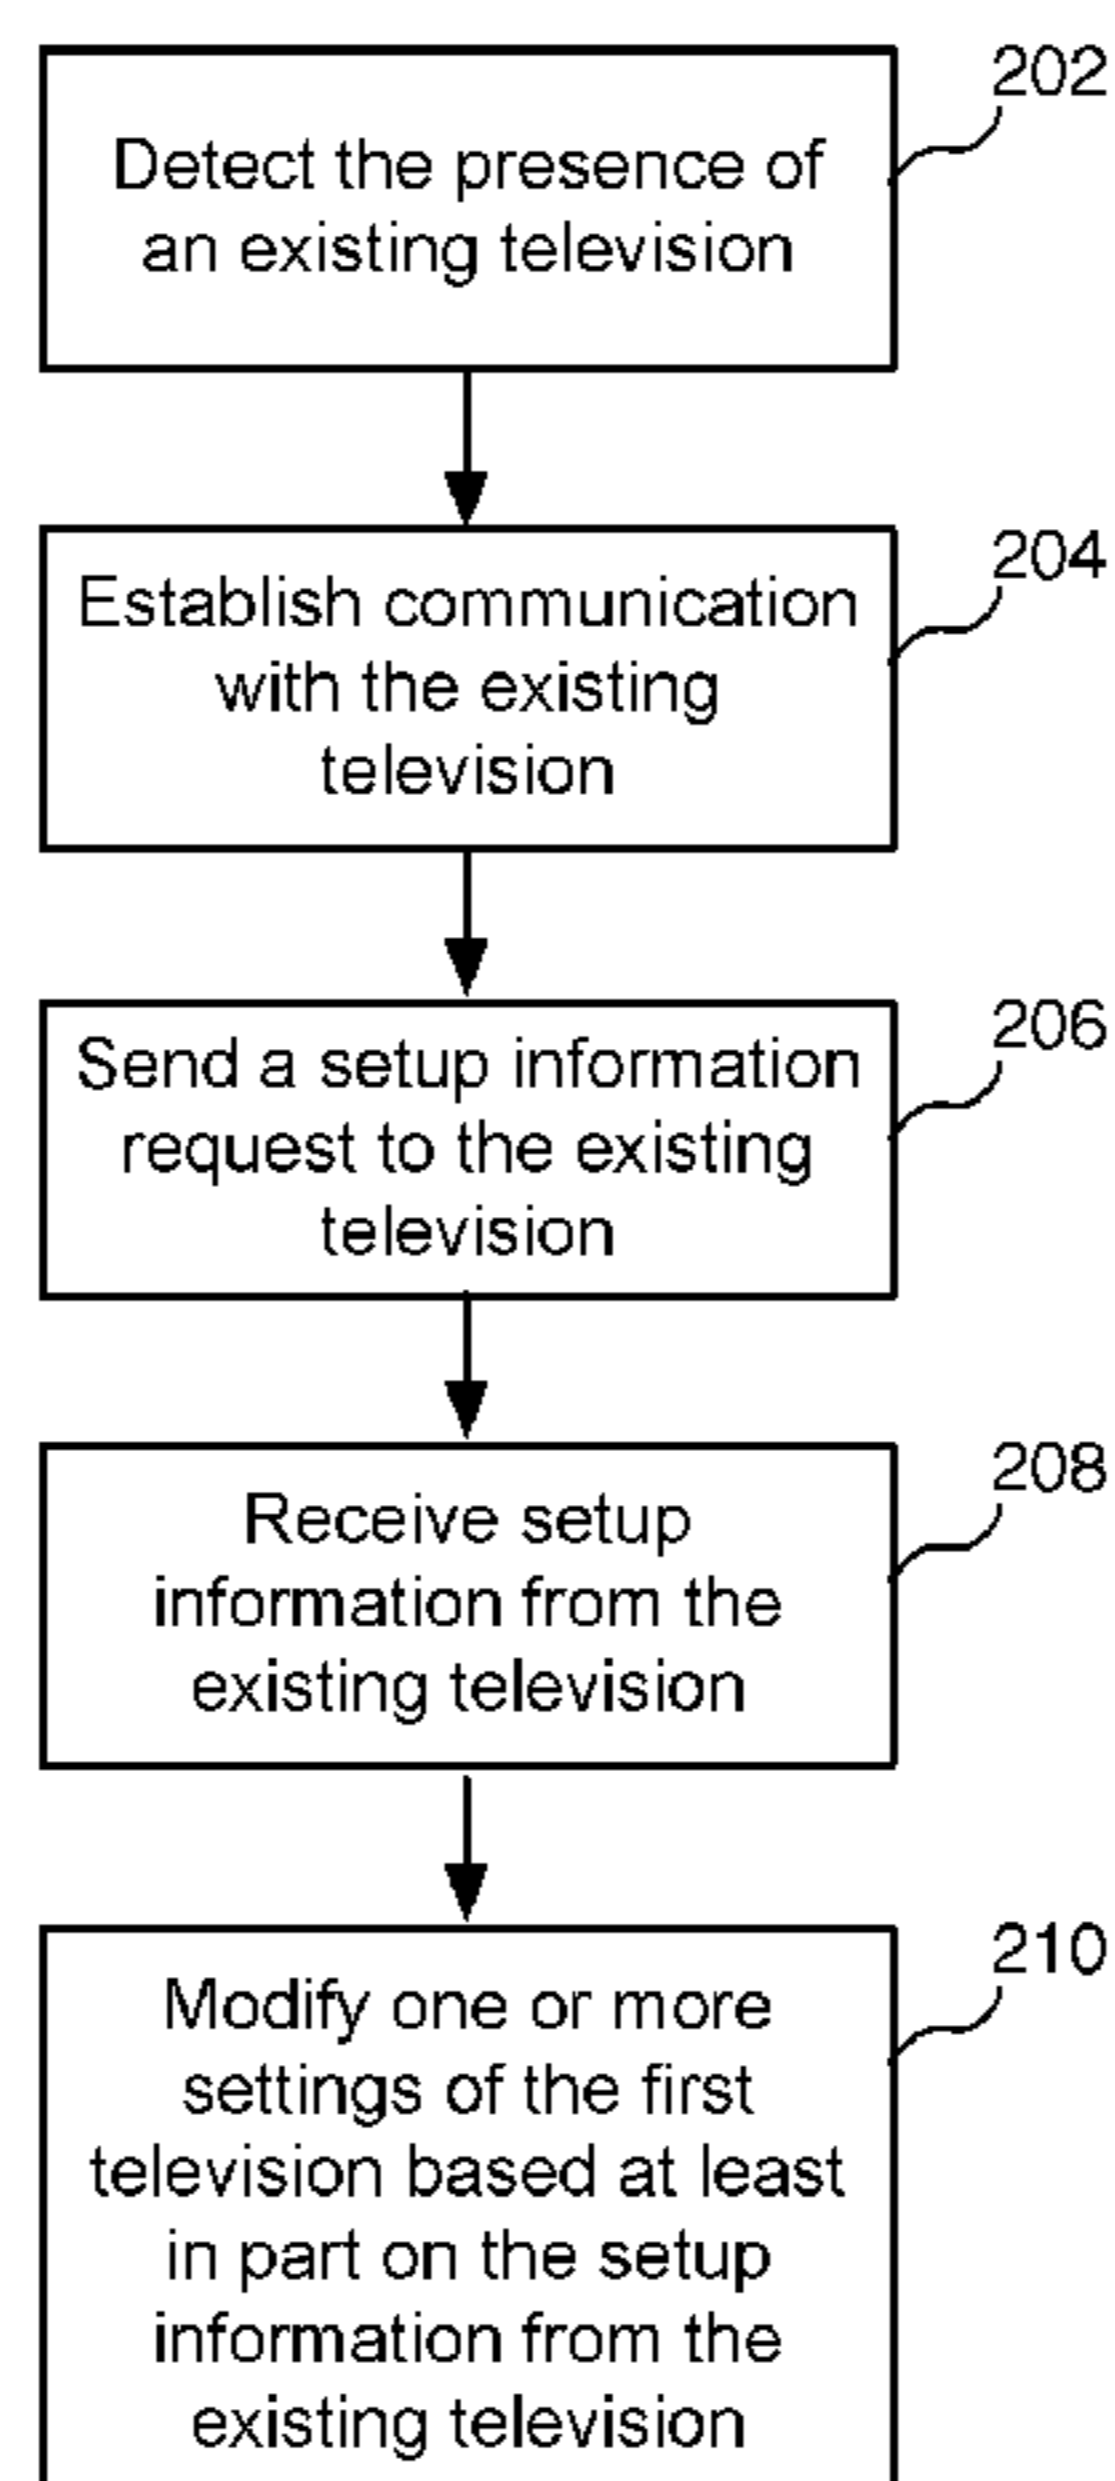 202
Detect the presence of
an existing television
204
Establish communication
with the existing
television
206
Send a setup information
request to the existing
television
208
Receive setup
information from the
existing television
210
Modify one or more
settings of the first
television based at least
in part on the setup
information from the
existing television